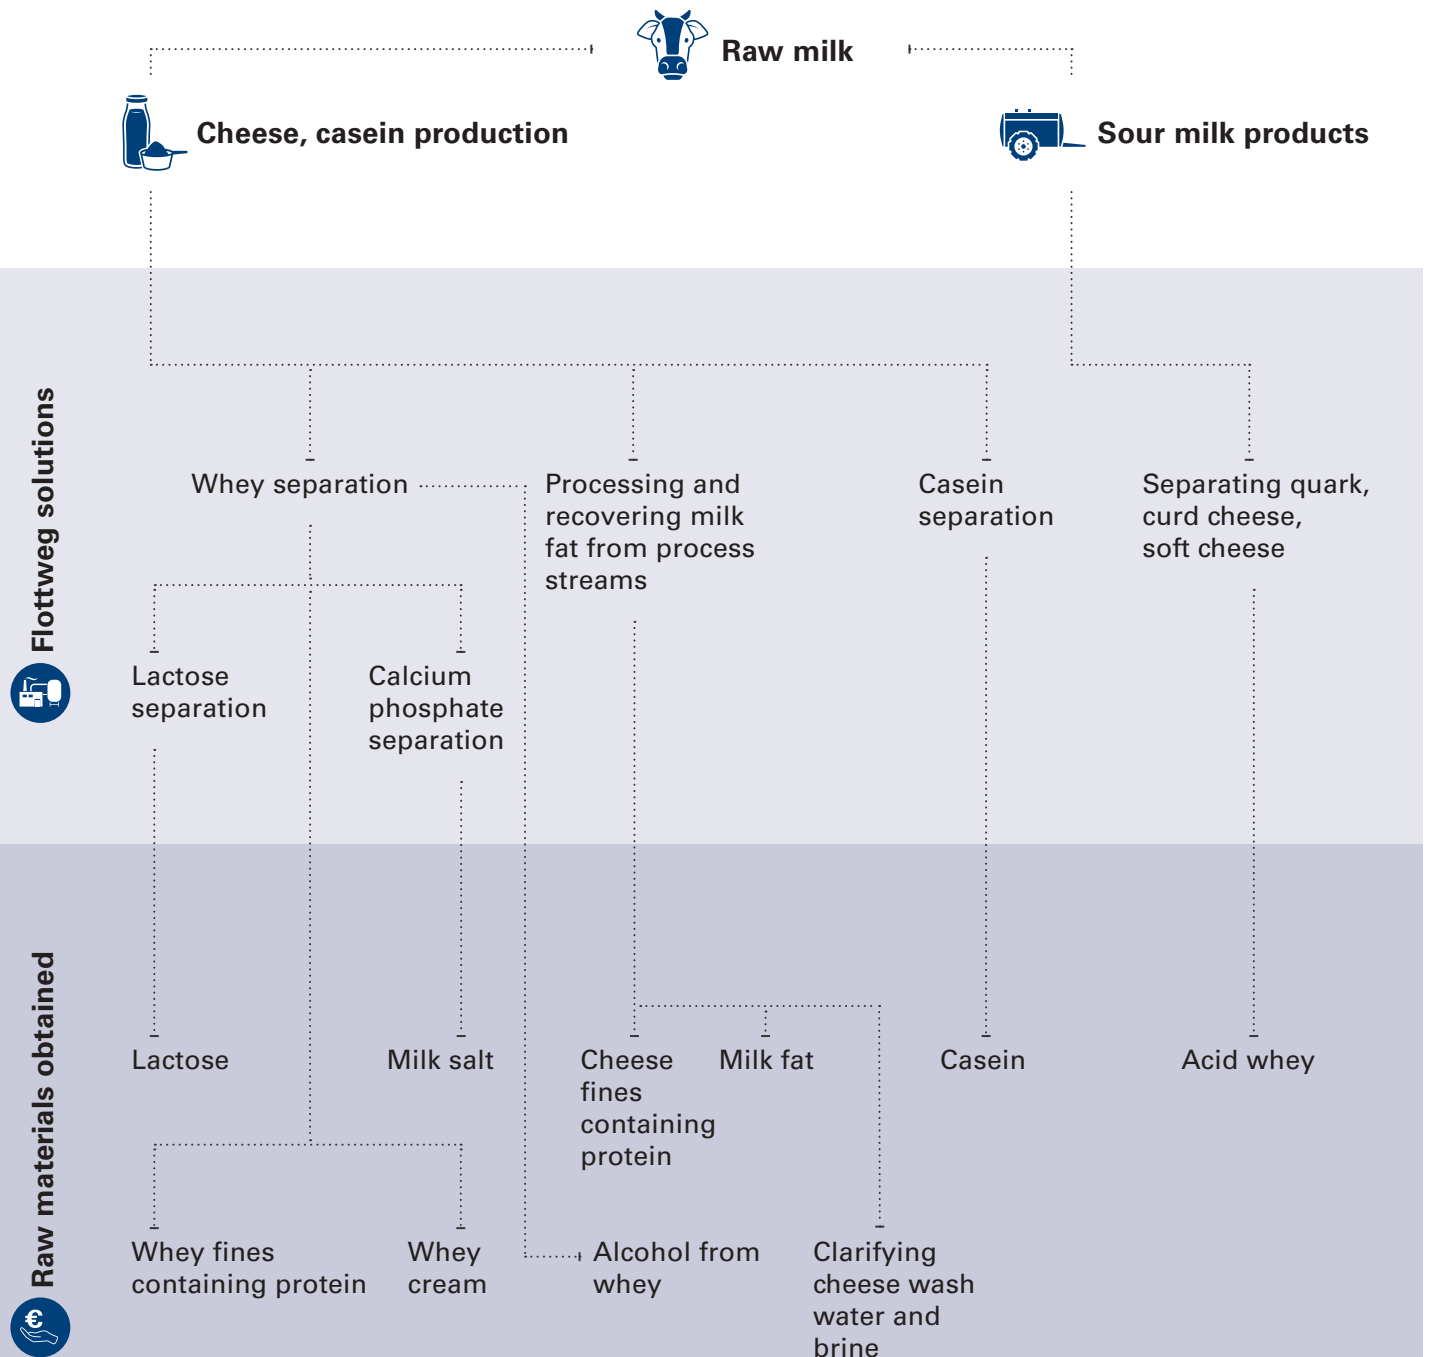 Raw milk
Cheese, casein production
Sour milk products
Flottweg solutions
Whey separation
Processing and
recovering milk
fat from process
streams
Casein
separation
Separating quark,
curd cheese,
soft cheese
Lactose
separation
Calcium
phosphate
separation
Raw materials obtained
Lactose
Milk salt
Cheese
fines
containing
protein
Milk fat
Casein
Acid whey
Whey fines
containing protein
Whey
cream
Alcohol from
whey
Clarifying
cheese wash
water and
brine
€